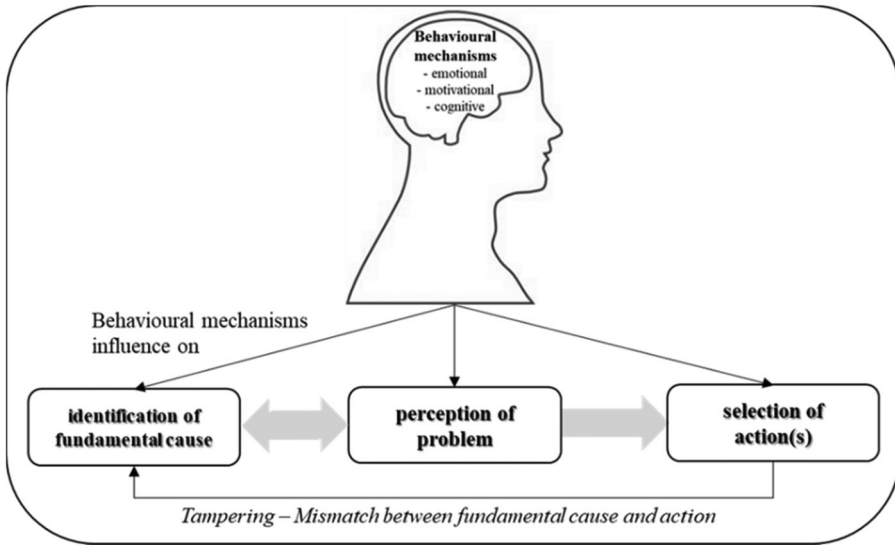 Behavioural
mechanisms
- emotional
- motivational
- cognitive
Behavioural mechanisms
influence on
identification of
fundamental cause
perception of
problem
selection of
action(s)
Tampering – Mismatch between fundamental cause and action